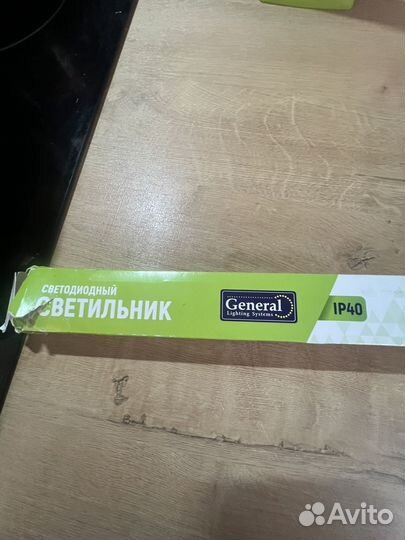 СВЕТОДИОДНЫЙ
СВЕТИЛЬНИК
General
Lighting Systems
IP40
Avito